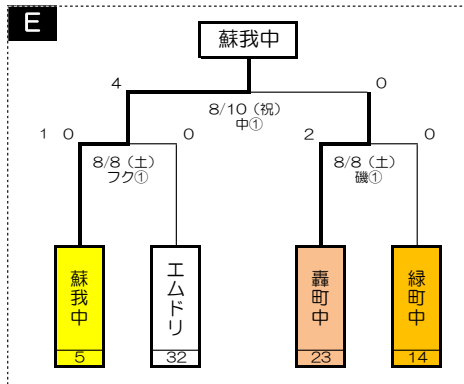 E
蘇我中
4
0
8/10（祝）
中①
10
0
2
0
8/8（土）
フク①
8/8（土）
磯①
蘇我中
エムドリ
轟町中
緑町中
5
32
23
14